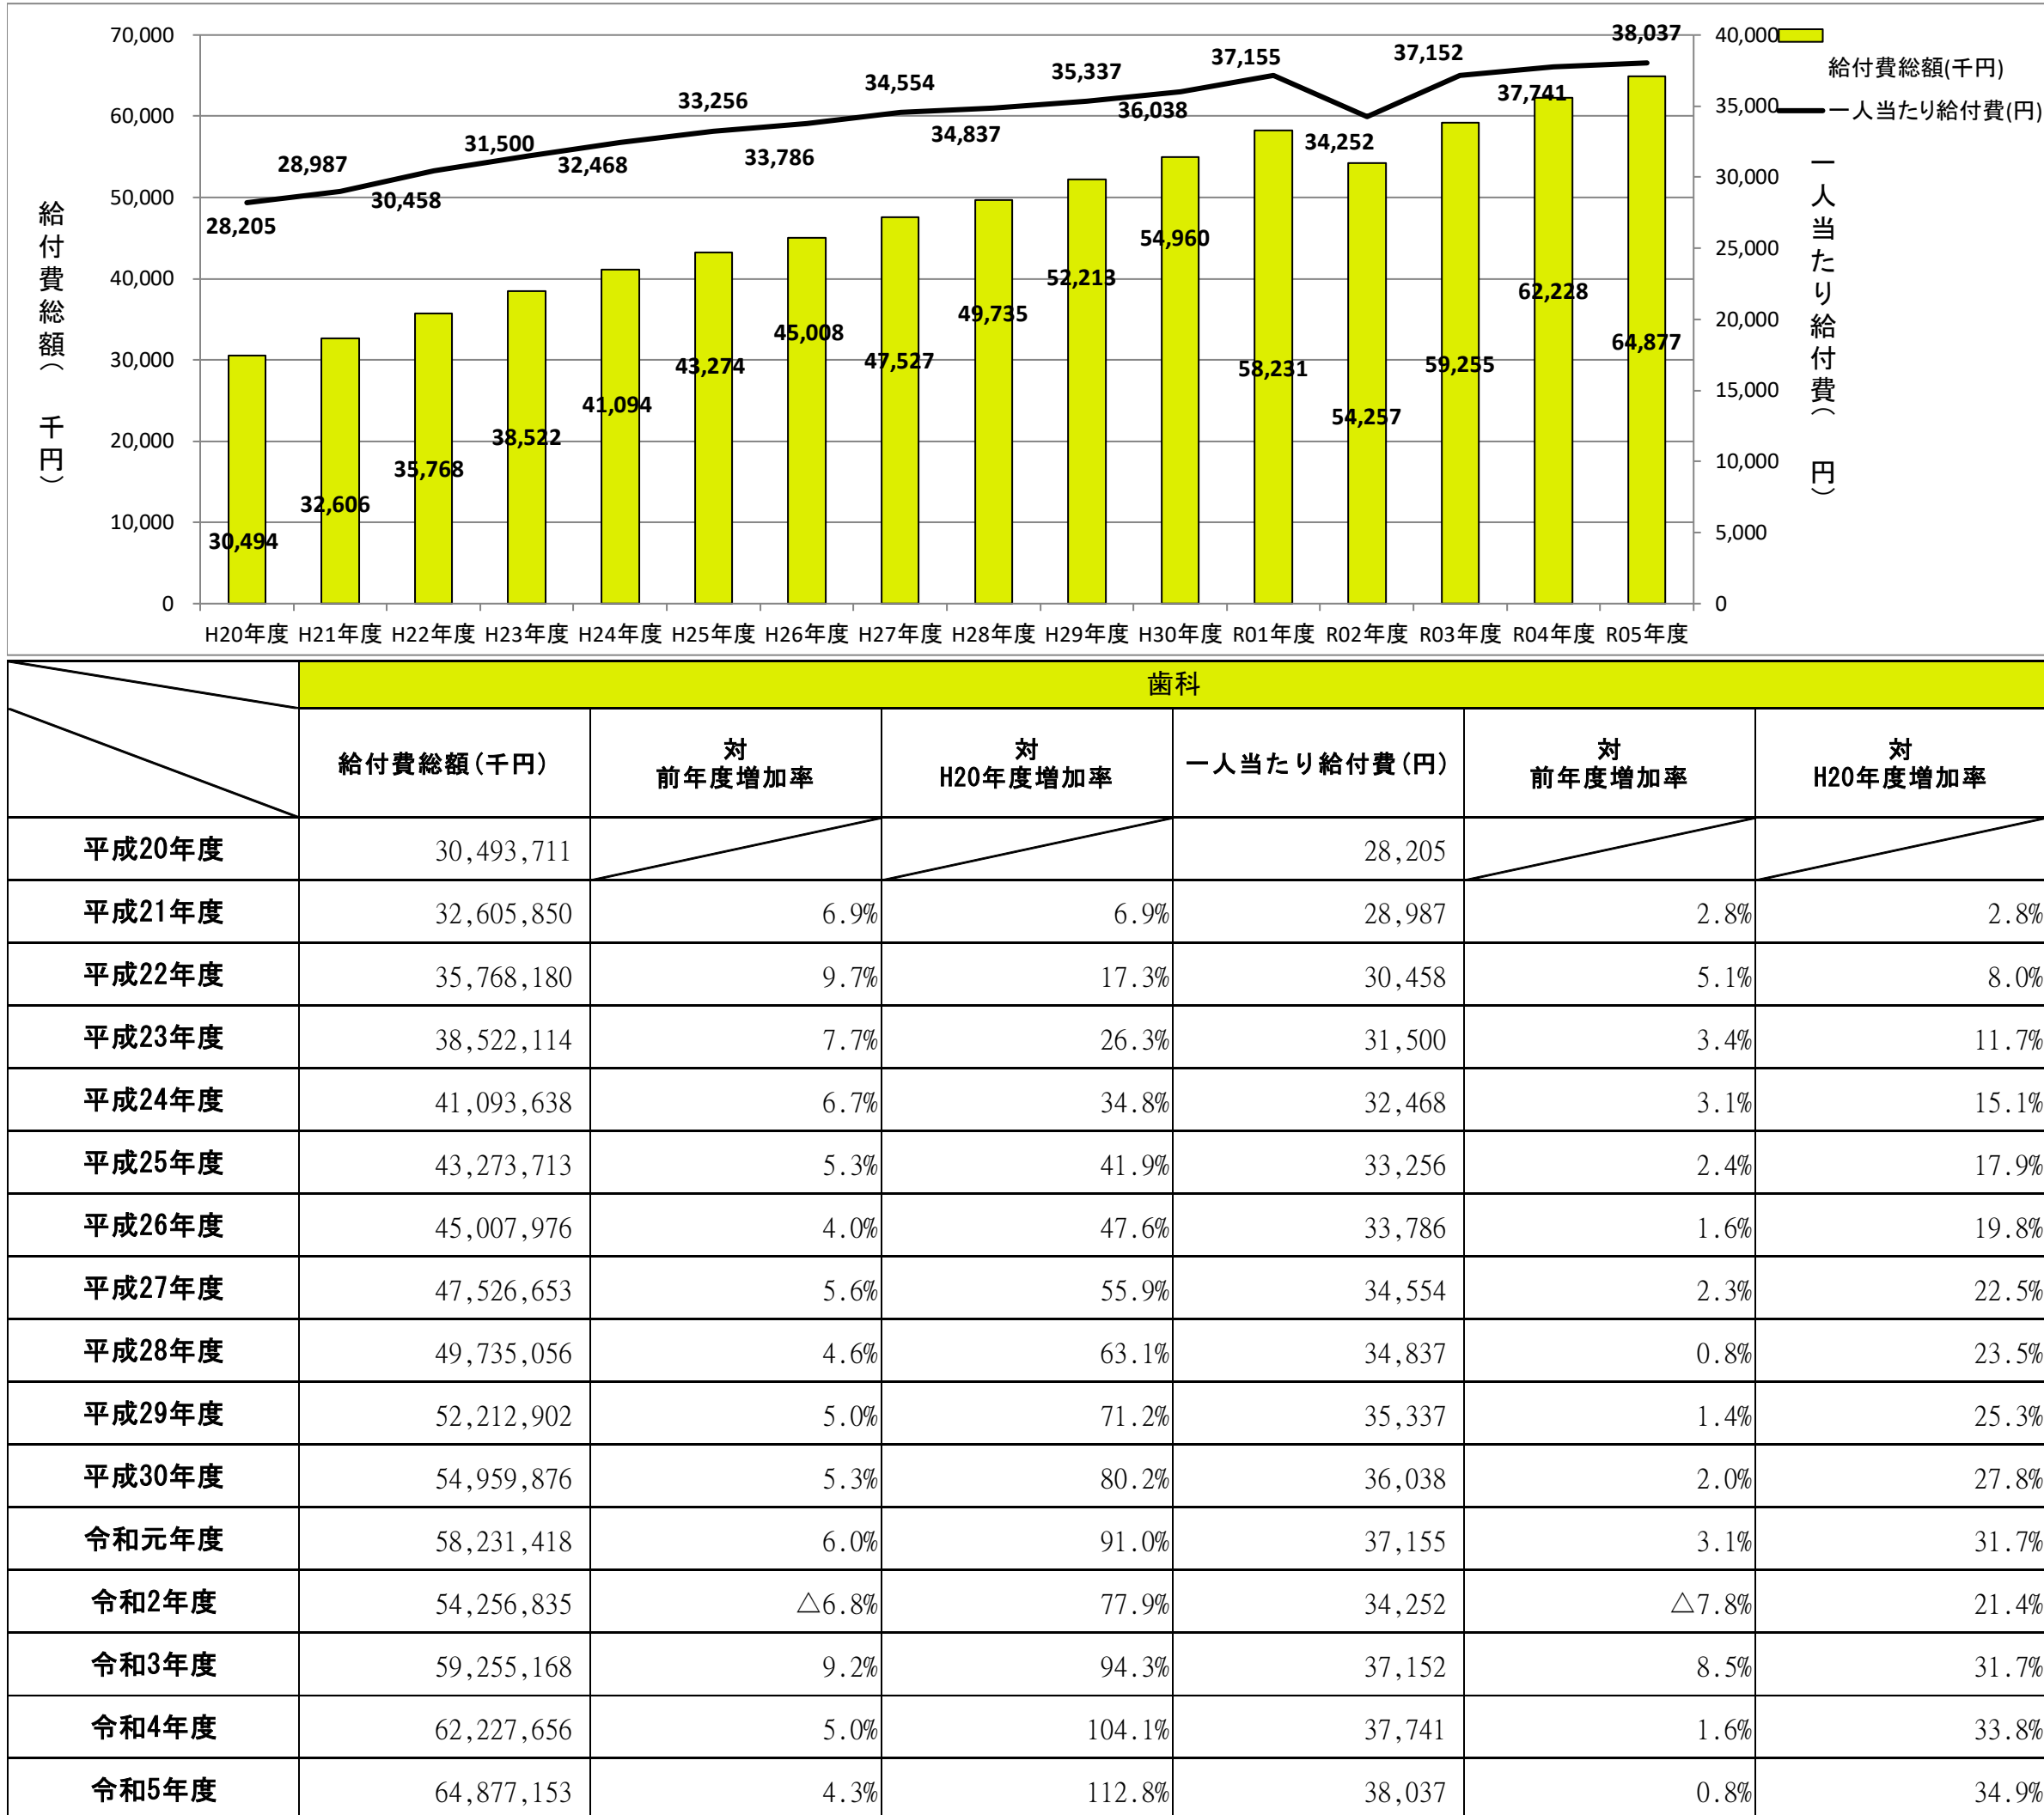 70,000
60,000
50,000
40,000
30,000
20,000
10,000
0
給付費総額(千円)
28,205
28,987
30,458
31,500
32,468
33,256
33,786
34,554
34,837
35,337
36,038
37,155
34,252
37,152
37,741
38,037
30,494
32,606
35,768
38,522
41,094
43,274
45,008
47,527
49,735
52,213
54,960
58,231
54,257
59,255
62,228
64,877
H20年度 H21年度 H22年度 H23年度 H24年度 H25年度 H26年度 H27年度 H28年度 H29年度 H30年度 R01年度 R02年度 R03年度 R04年度 R05年度
40,000
35,000
30,000
25,000
20,000
15,000
10,000
5,000
0
一人当たり給付費(円)
給付費総額(千円)
一人当たり給付費(円)
歯科
給付費総額(千円) 対前年度増加率 対H20年度増加率 一人当たり給付費(円) 対前年度増加率 対H20年度増加率
平成20年度 30,493,711 28,205
平成21年度 32,605,850 6.9% 6.9% 28,987 2.8% 2.8%
平成22年度 35,768,180 9.7% 17.3% 30,458 5.1% 8.0%
平成23年度 38,522,114 7.7% 26.3% 31,500 3.4% 11.7%
平成24年度 41,093,638 6.7% 34.8% 32,468 3.1% 15.1%
平成25年度 43,273,713 5.3% 41.9% 33,256 2.4% 17.9%
平成26年度 45,007,976 4.0% 47.6% 33,786 1.6% 19.8%
平成27年度 47,526,653 5.6% 55.9% 34,554 2.3% 22.5%
平成28年度 49,735,056 4.6% 63.1% 34,837 0.8% 23.5%
平成29年度 52,212,902 5.0% 71.2% 35,337 1.4% 25.3%
平成30年度 54,959,876 5.3% 80.2% 36,038 2.0% 27.8%
令和元年度 58,231,418 6.0% 91.0% 37,155 3.1% 31.7%
令和2年度 54,256,835 △6.8% 77.9% 34,252 △7.8% 21.4%
令和3年度 59,255,168 9.2% 94.3% 37,152 8.5% 31.7%
令和4年度 62,227,656 5.0% 104.1% 37,741 1.6% 33.8%
令和5年度 64,877,153 4.3% 112.8% 38,037 0.8% 34.9%